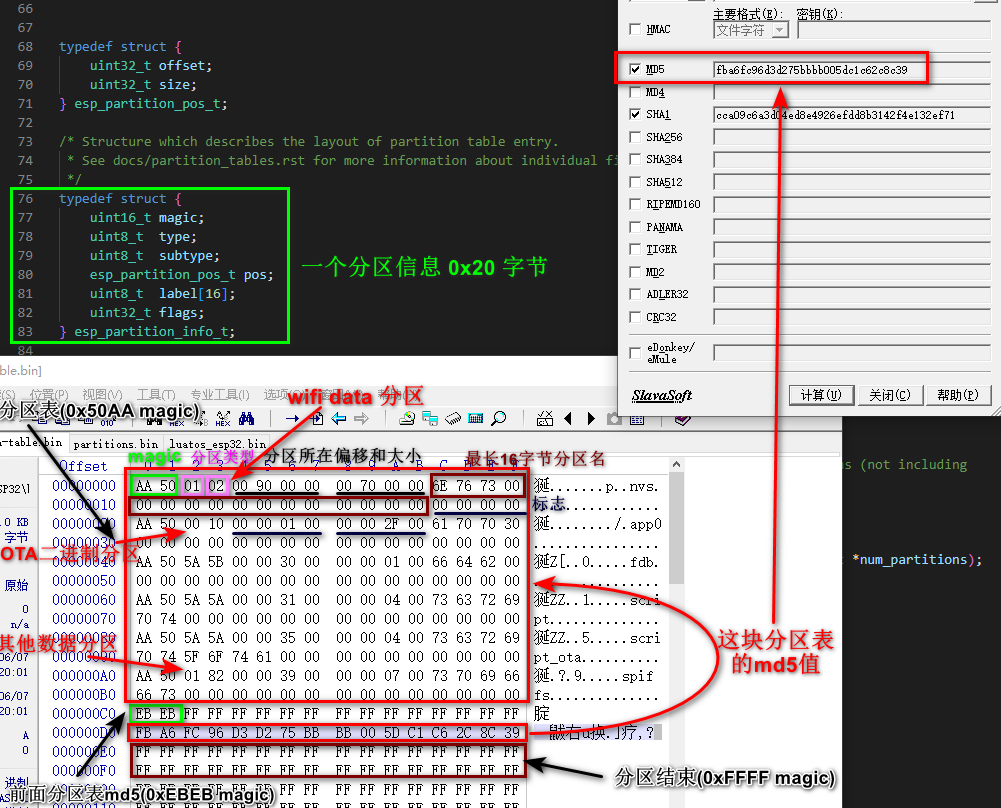 66
67
68 typedef struct {
69 uint32_t offset;
70 uint32_t size;
71 } esp_partition_pos_t;
72
73 /* Structure which describes the layout of partition table entry.
74 * See docs/partition_tables.rst for more information about individual fi
75 */
76 typedef struct {
77 uint16_t magic;
78 uint8_t type;
79 uint8_t subtype;
80 esp_partition_pos_t pos;
81 uint8_t label[16];
82 uint32_t flags;
83 } esp_partition_info_t;
84
一个分区信息 0x20 字节
主要格式(F): 密钥(K):
HMAC 文件字符
MD5 fba6fc96d3d275bbbb005dc1c62c8c39
MD4
SHA1 cca09c6a3d04ed8e4926efdd8b3142f4e132ef71
SHA256
SHA384
SHA512
RIPEMD160
PANAMA
TIGER
MD2
ADLER32
CRC32
eDonkey/
eMule
SlavaSoft 计算(U) 关闭(C) 帮助(E)
ble.bin]
位置(P) 视图(V) 工具(T) 专业工具(I)
wifi data 分区
分区表(0x50AA magic)
n-table.bin partitions.bin luatos_esp32.bin
magic 分区类型 分区所在偏移和大小 最长16字节分区名
Offset
00000000 AA 50 01 02 00 90 00 00 00 70 00 00 6E 76 73 00 狿.......p..nvs.
00000010 00 00 00 00 00 00 00 00 00 00 00 00 00 00 00 00
标志
AA 50 00 10 00 00 01 00 00 00 2F 00 61 70 70 30 狿......../.app0
00000030 00 00 00 00 00 00 00 00 00 00 00 00 00 00 00 00 ................
OTA二进制分区
00000040 AA 50 5A 5B 00 00 30 00 00 00 01 00 66 64 62 00 狿Z[..0.....fdb.
00000050 00 00 00 00 00 00 00 00 00 00 00 00 00 00 00 00
00000060 AA 50 5A 5A 00 00 31 00 00 00 04 00 73 63 72 69 狿ZZ..1.....scri
00000070 70 74 00 00 00 00 00 00 00 00 00 00 00 00 00 00 pt..............
AA 50 5A 5A 00 00 35 00 00 00 04 00 73 63 72 69 狿ZZ..5.....scri
其他数据分区
70 74 5F 6F 74 61 00 00 00 00 00 00 00 00 00 00 pt_ota..........
000000A0 AA 50 01 82 00 00 39 00 00 00 07 00 73 70 69 66 狿.?.9.....spif
000000B0 66 73 00 00 00 00 00 00 00 00 00 00 00 00 00 00 fs..............
000000C0 EB EB FF FF FF FF FF FF FF FF FF FF FF FF FF FF 腚
000000D0 FB A6 FC 96 D3 D2 75 BB BB 00 5D C1 C6 2C 8C 39
000000E0 FF FF FF FF FF FF FF FF FF FF FF FF FF FF FF FF
000000F0 FF FF FF FF FF FF FF FF FF FF FF FF FF FF FF FF
FF FF FF FF FF FF FF FF FF FF FF FF FF FF FF FF
前面分区表md5(0xEBEB magic)
这块分区表
的md5值
分区结束(0xFFFF magic)
s (not including
*num_partitions);
SP32\l
.0 KB
字节
原始
0
n/a
06/07
20:01
06/07
20:01
A
0
进制